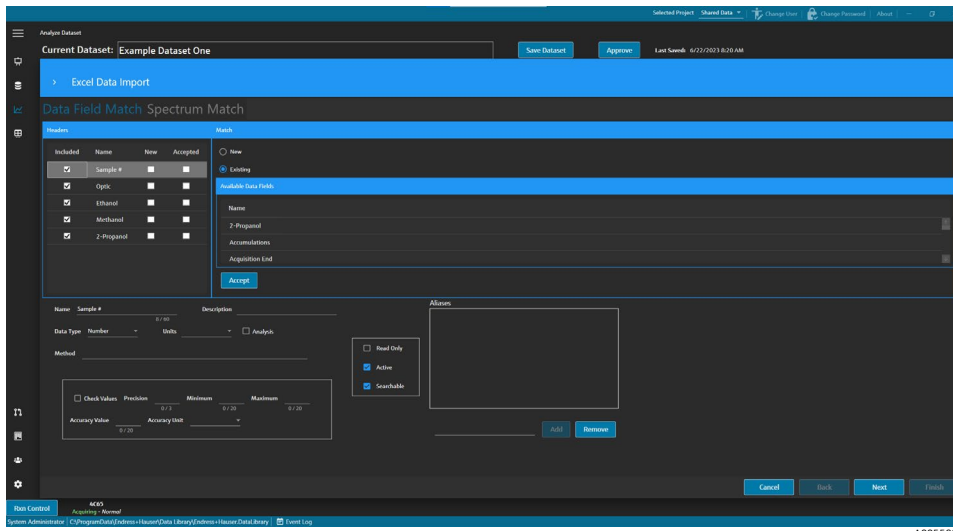 Selected Project Shared Data Change User Change Password About
Analyze Dataset
Current Dataset: Example Dataset One Save Dataset Approve Last Saved: 6/22/2023 8:20 AM
Excel Data Import
Data Field Match Spectrum Match
Headers Match
Included Name New Accepted
New
Sample #
Existing
Optic
Available Data Fields
Ethanol
Name
Methanol
2-Propanol
2-Propanol
Accumulations
Acquisition End
Accept
Name Sample # Description
0 / 60
Aliases
Data Type Number Units Analysis
Method
Read Only
Active
Searchable
Check Values Precision Minimum Maximum
0 / 3 0 / 20 0 / 20
Accuracy Value Accuracy Unit
0 / 20
Add Remove
Cancel Back Next Finish
Rxn Control
Acquiring - Normal
System Administrator C:\ProgramData\Endress+Hauser\Data Library\Endress+Hauser.DataLibrary Event Log